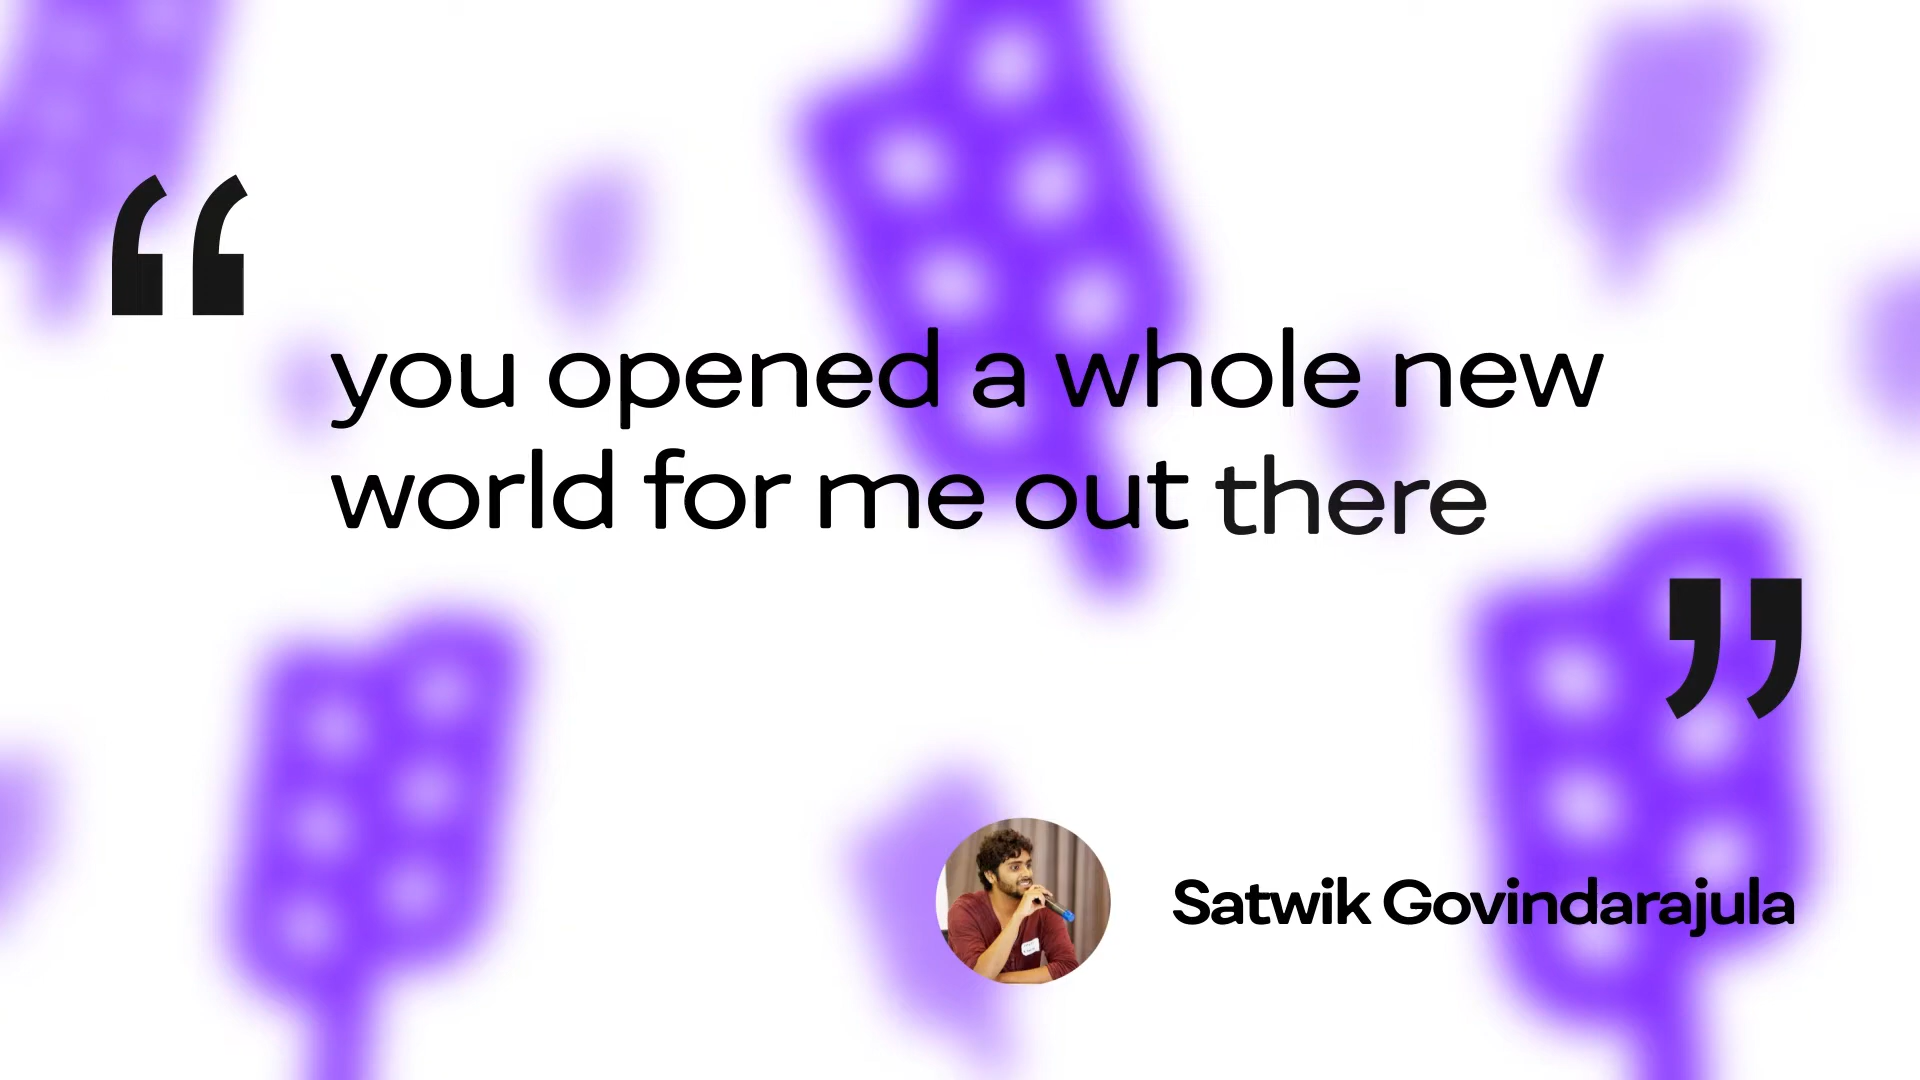 “
you opened a whole new
world for me out there
”
Satwik Govindarajula